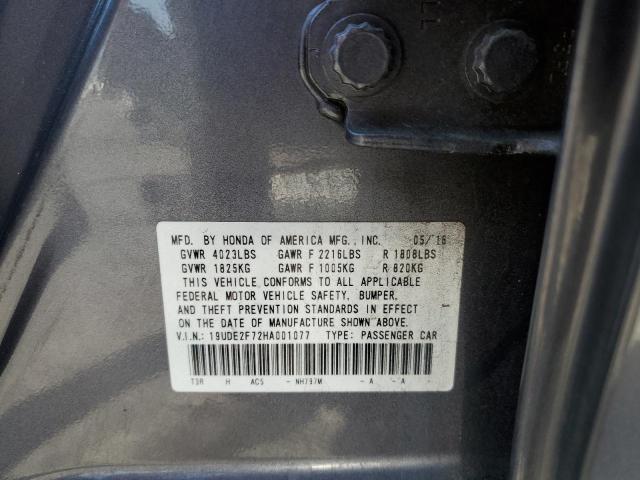 MFD. BY HONDA OF AMERICA MFG., INC. 05/16
GVWR 4023LBS GAWR F 2216LBS R 1808LBS
GVWR 1825KG GAWR F 1005KG R 820KG
THIS VEHICLE CONFORMS TO ALL APPLICABLE
FEDERAL MOTOR VEHICLE SAFETY, BUMPER,
AND THEFT PREVENTION STANDARDS IN EFFECT
ON THE DATE OF MANUFACTURE SHOWN ABOVE.
V.I.N.: 19UDE2F72HA001077 TYPE: PASSENGER CAR
T3R H AC5 - NH797M - A - A -